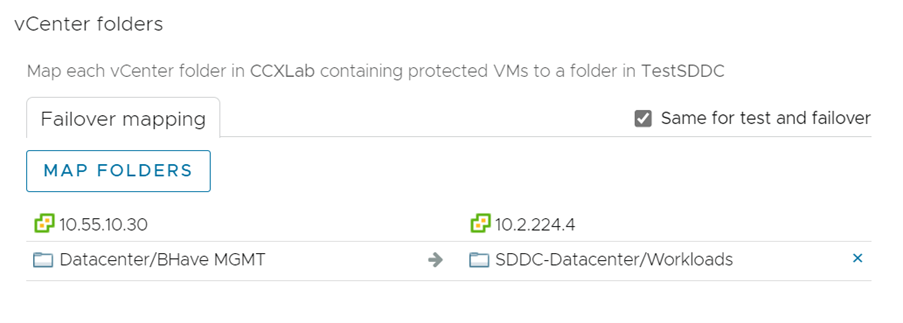 vCenter folders
Map each vCenter folder in CCXLab containing protected VMs to a folder in TestSDDC
Failover mapping
Same for test and failover
MAP FOLDERS
10.55.10.30
10.2.224.4
Datacenter/BHave MGMT
SDDC-Datacenter/Workloads